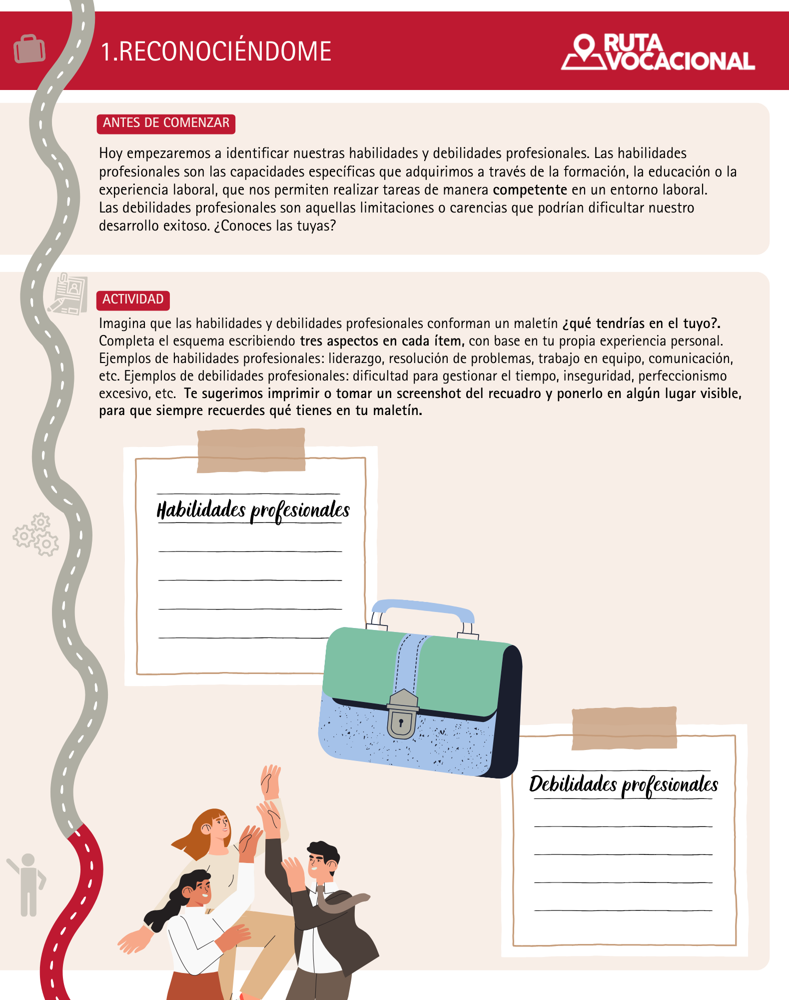 1.RECONOCIÉNDOME
RUTA
VOCACIONAL
ANTES DE COMENZAR
Hoy empezaremos a identificar nuestras habilidades y debilidades profesionales. Las habilidades
profesionales son las capacidades específicas que adquirimos a través de la formación, la educación o la
experiencia laboral, que nos permiten realizar tareas de manera competente en un entorno laboral.
Las debilidades profesionales son aquellas limitaciones o carencias que podrían dificultar nuestro
desarrollo exitoso. ¿Conoces las tuyas?
ACTIVIDAD
Imagina que las habilidades y debilidades profesionales conforman un maletín ¿qué tendrías en el tuyo?.
Completa el esquema escribiendo tres aspectos en cada ítem, con base en tu propia experiencia personal.
Ejemplos de habilidades profesionales: liderazgo, resolución de problemas, trabajo en equipo, comunicación,
etc. Ejemplos de debilidades profesionales: dificultad para gestionar el tiempo, inseguridad, perfeccionismo
excesivo, etc. Te sugerimos imprimir o tomar un screenshot del recuadro y ponerlo en algún lugar visible,
para que siempre recuerdes qué tienes en tu maletín.
Habilidades profesionales
Debilidades profesionales